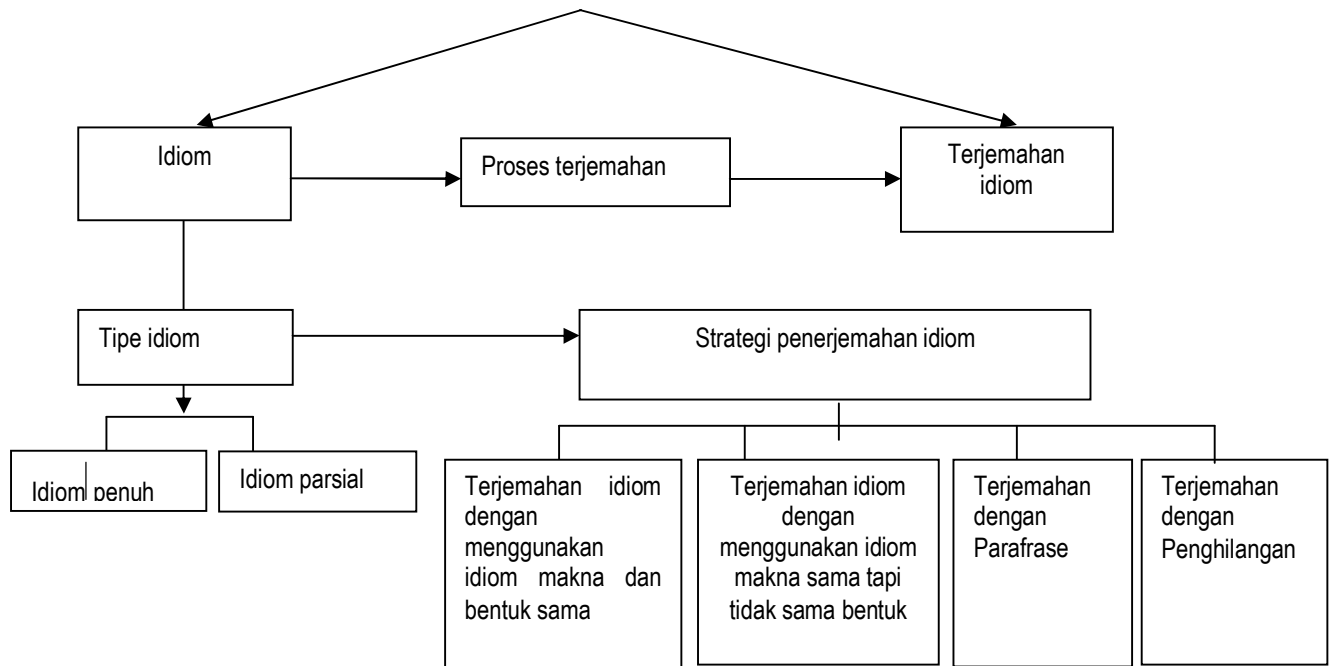 Idiom
Proses terjemahan
Terjemahan
idiom
Tipe idiom
Strategi penerjemahan idiom
Idiom penuh
Idiom parsial
Terjemahan idiom
dengan
menggunakan
idiom makna dan
bentuk sama
Terjemahan idiom
dengan
menggunakan idiom
makna sama tapi
tidak sama bentuk
Terjemahan
dengan
Parafrase
Terjemahan
dengan
Penghilangan